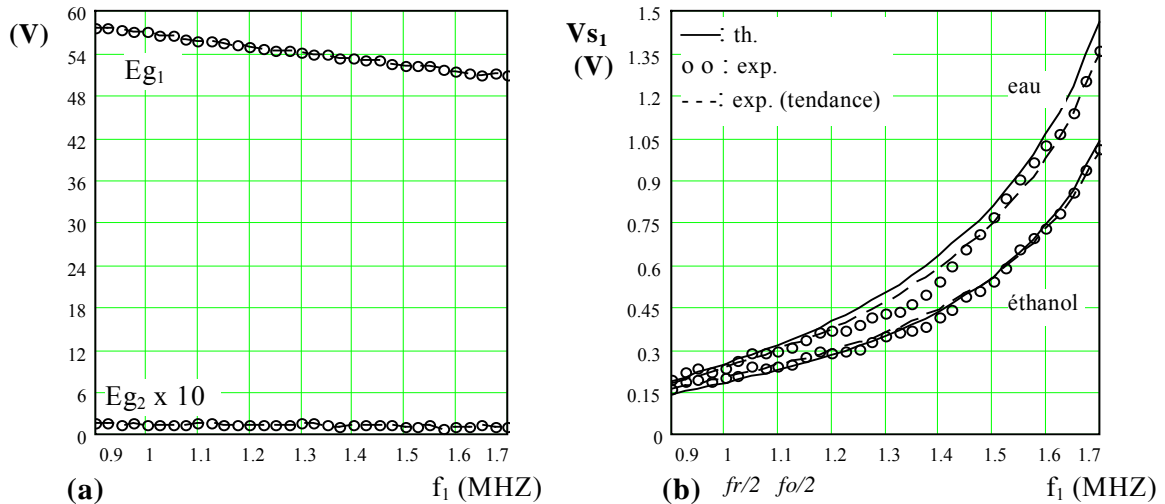 (V)
60
54
48
42
36
30
24
18
12
6
0
Eg1
Eg2 x 10
0.9 1 1.1 1.2 1.3 1.4 1.5 1.6 1.7
(a) f1 (MHZ)
Vs1
(V)
1.5
1.35
1.2
1.05
0.9
0.75
0.6
0.45
0.3
0.15
0
: th.
o o : exp.
--- : exp. (tendance)
eau
éthanol
0.9 1 1.1 1.2 1.3 1.4 1.5 1.6 1.7
(b) fr/2 fo/2 f1 (MHZ)